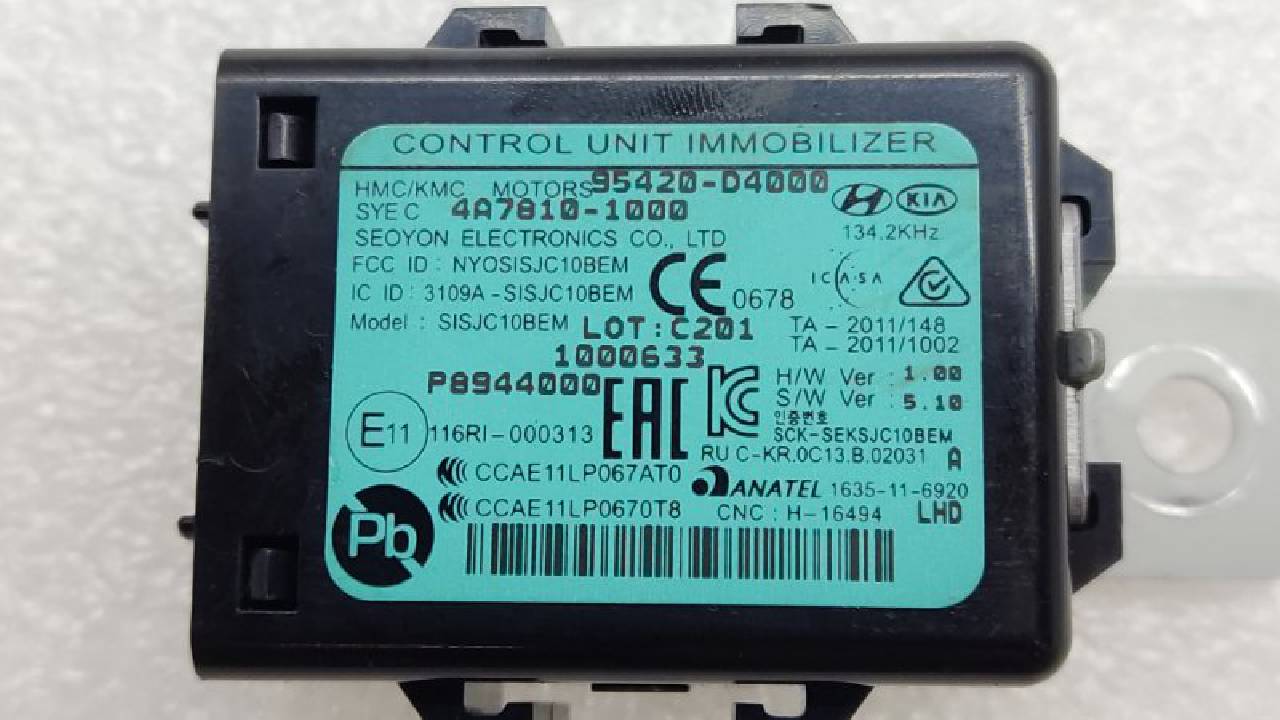 CONTROL UNIT IMMOBILIZER
HMC/KMC MOTORS 95420-D4000
SYEC 4A7810-1000
KIA
134.2KHz
SEOYON ELECTRONICS CO., LTD
FCC ID : NYOSISJC10BEM
IC ID : 3109A-SISJC10BEM
CE 0678
ICASA
Model : SISJC10BEM LOT:C201
TA - 2011/148
TA - 2011/1002
1000633
P8944000
H/W Ver : 1.00
S/W Ver : 5.10
인증번호
SCK-SEKSJC10BEM
E11 116RI-000313
EAC
KC
RU C-KR.0C13.B.02031 A
CCAE11LP067AT0
ANATEL 1635-11-6920
CCAE11LP0670T8
CNC : H-16494 LHD
Pb